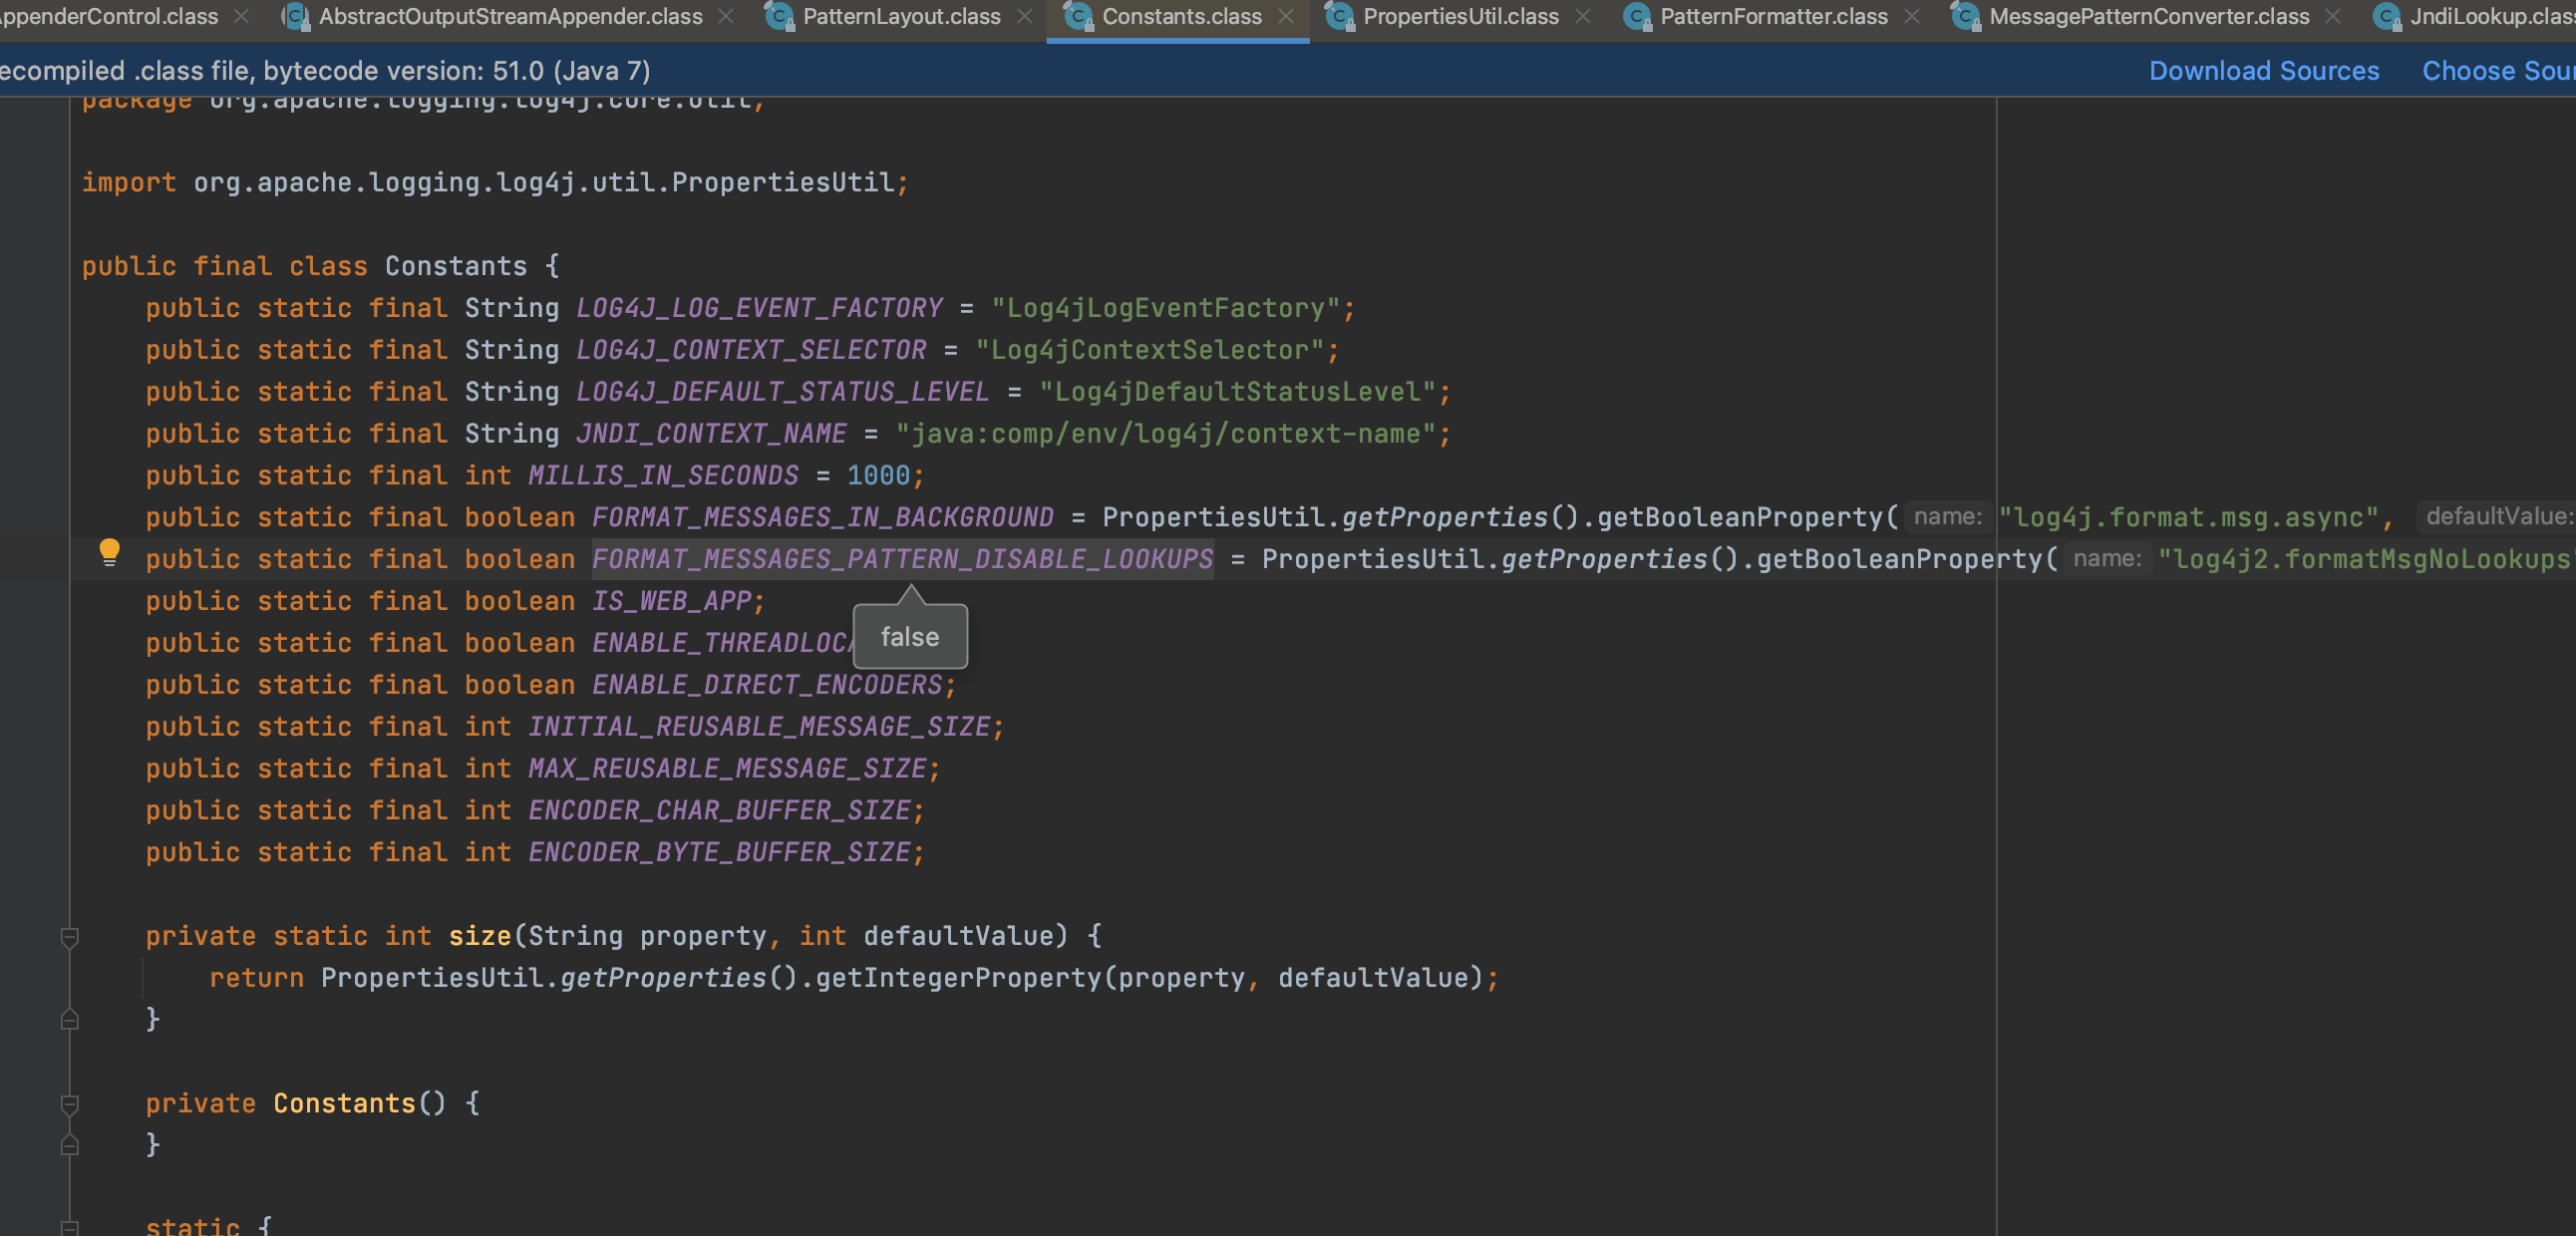 ppenderControl.class AbstractOutputStreamAppender.class PatternLayout.class Constants.class PropertiesUtil.class PatternFormatter.class MessagePatternConverter.class JndiLookup.clas
ecompiled .class file, bytecode version: 51.0 (Java 7) Download Sources Choose Sour
package org.apache.logging.log4j.core.util;
import org.apache.logging.log4j.util.PropertiesUtil;
public final class Constants {
public static final String LOG4J_LOG_EVENT_FACTORY = "Log4jLogEventFactory";
public static final String LOG4J_CONTEXT_SELECTOR = "Log4jContextSelector";
public static final String LOG4J_DEFAULT_STATUS_LEVEL = "Log4jDefaultStatusLevel";
public static final String JNDI_CONTEXT_NAME = "java:comp/env/log4j/context-name";
public static final int MILLIS_IN_SECONDS = 1000;
public static final boolean FORMAT_MESSAGES_IN_BACKGROUND = PropertiesUtil.getProperties().getBooleanProperty( name: "log4j.format.msg.async", defaultValue:
public static final boolean FORMAT_MESSAGES_PATTERN_DISABLE_LOOKUPS = PropertiesUtil.getProperties().getBooleanProperty( name: "log4j2.formatMsgNoLookups"
public static final boolean IS_WEB_APP;
false
public static final boolean ENABLE_THREADLOCA
public static final boolean ENABLE_DIRECT_ENCODERS;
public static final int INITIAL_REUSABLE_MESSAGE_SIZE;
public static final int MAX_REUSABLE_MESSAGE_SIZE;
public static final int ENCODER_CHAR_BUFFER_SIZE;
public static final int ENCODER_BYTE_BUFFER_SIZE;
private static int size(String property, int defaultValue) {
return PropertiesUtil.getProperties().getIntegerProperty(property, defaultValue);
}
private Constants() {
}
static {